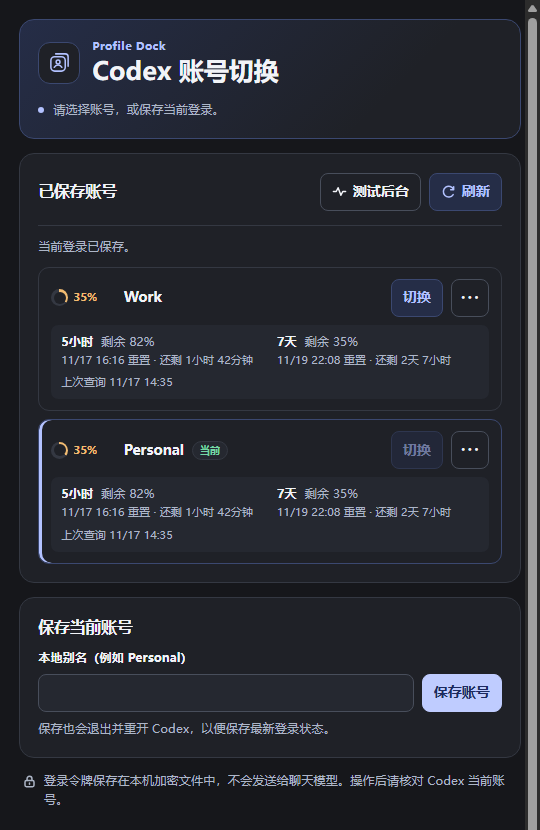 Profile Dock
Codex 账号切换
请选择账号，或保存当前登录。
已保存账号
测试后台
刷新
当前登录已保存。
35%
Work
切换
5小时 剩余 82%
7天 剩余 35%
11/17 16:16 重置 · 还剩 1小时 42分钟
11/19 22:08 重置 · 还剩 2天 7小时
上次查询 11/17 14:35
35%
Personal
当前
切换
5小时 剩余 82%
7天 剩余 35%
11/17 16:16 重置 · 还剩 1小时 42分钟
11/19 22:08 重置 · 还剩 2天 7小时
上次查询 11/17 14:35
保存当前账号
本地别名（例如 Personal）
保存账号
保存也会退出并重开 Codex，以便保存最新登录状态。
登录令牌保存在本机加密文件中，不会发送给聊天模型。操作后请核对 Codex 当前账
号。